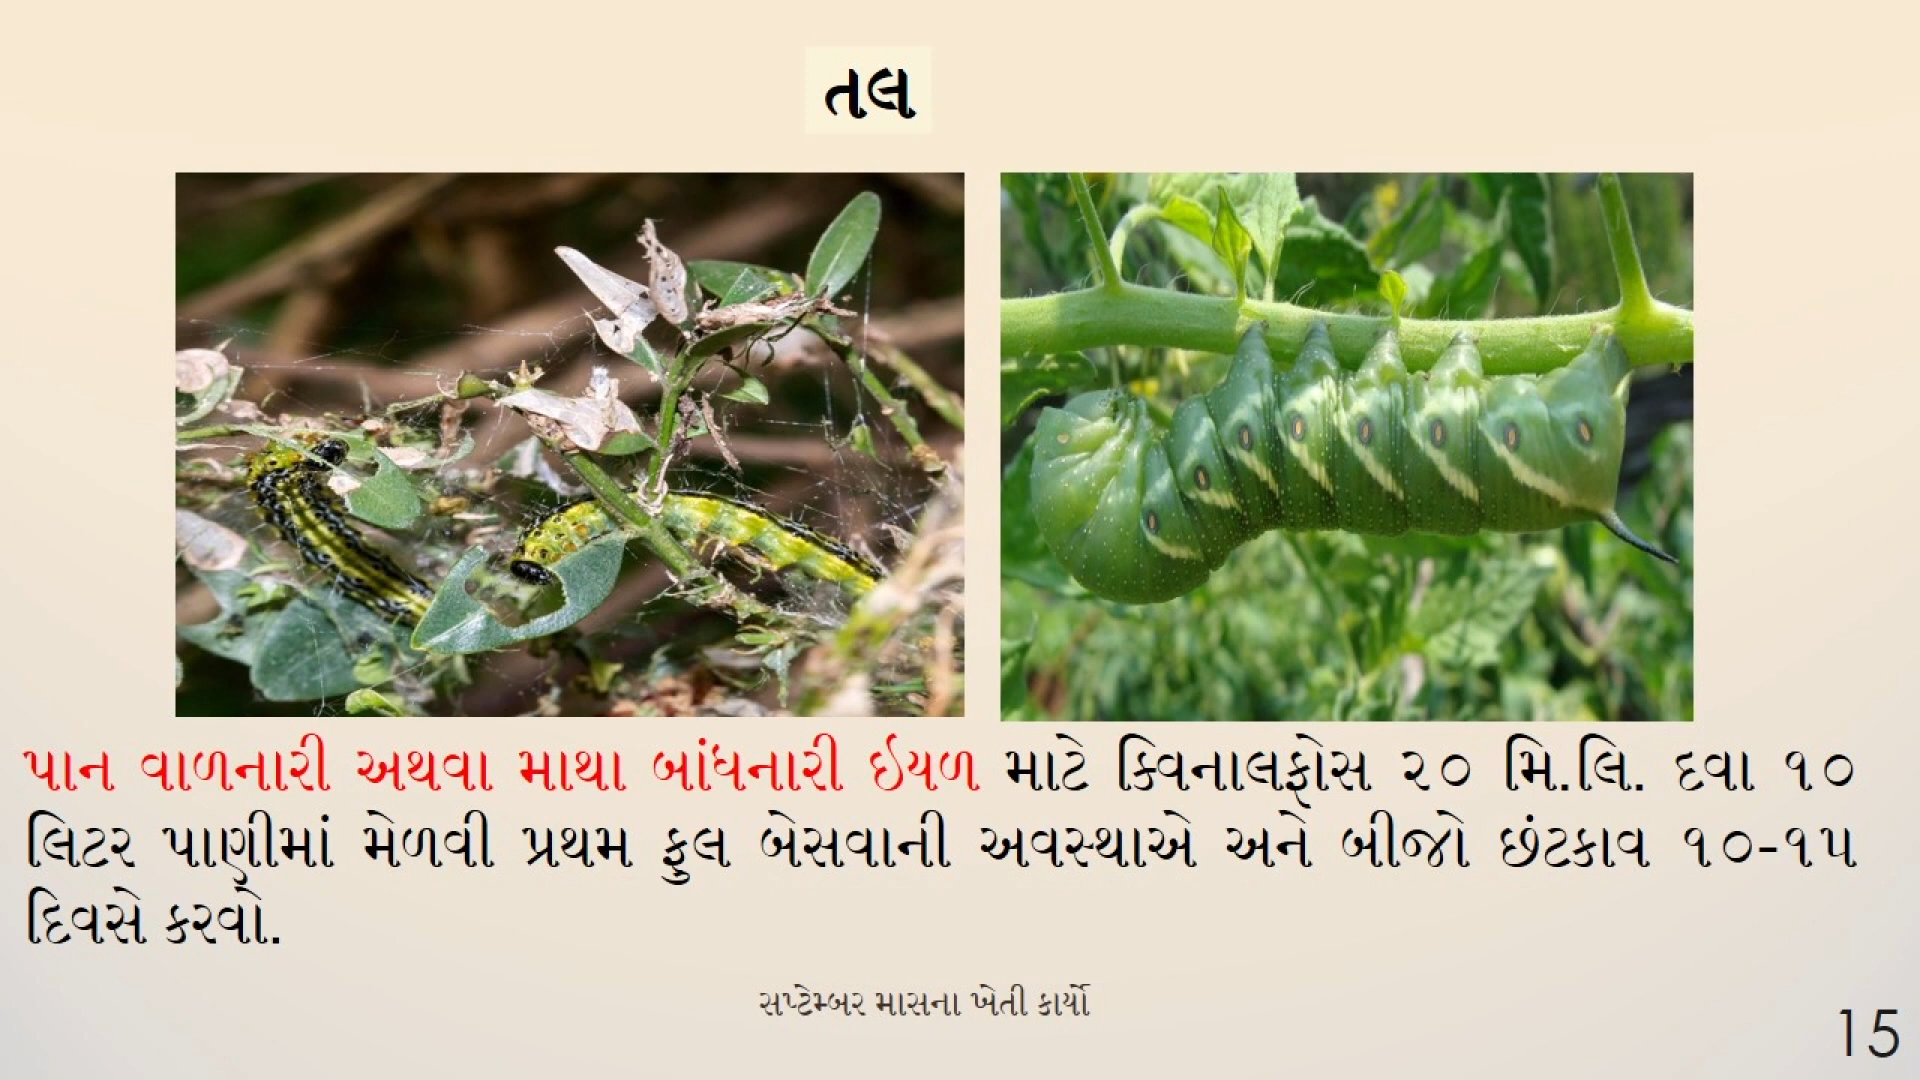 તલ
પાન વાળનારી અથવા માથા બાંધનારી ઈયળ માટે ક્વિનાલફોસ ૨૦ મિ.લિ. દવા ૧૦
લિટર પાણીમાં મેળવી પ્રથમ ફુલ બેસવાની અવસ્થાએ અને બીજો છંટકાવ ૧૦-૧૫
દિવસે કરવો.
સપ્ટેમ્બર માસના ખેતી કાર્યો
15